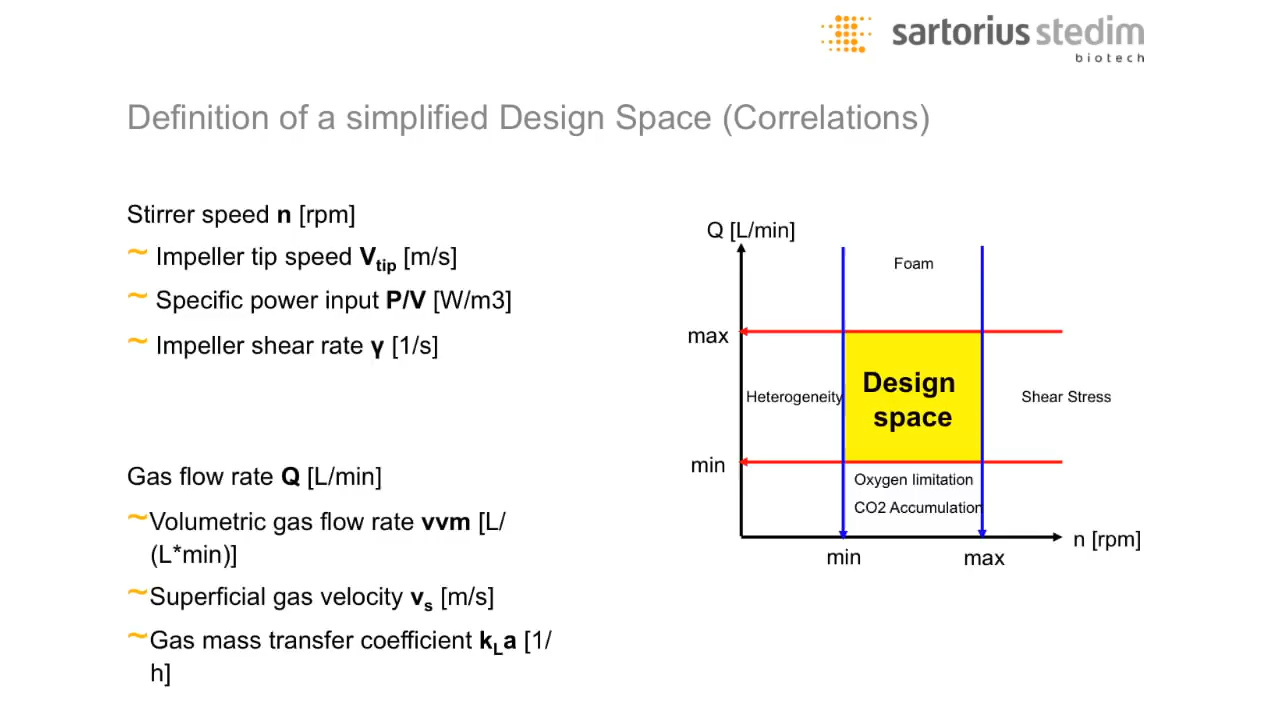 sartorius stedim
biotech
Definition of a simplified Design Space (Correlations)
Stirrer speed n [rpm]
~ Impeller tip speed Vtip [m/s]
~ Specific power input P/V [W/m3]
~ Impeller shear rate γ [1/s]
Gas flow rate Q [L/min]
~Volumetric gas flow rate vvm [L/
(L*min)]
~Superficial gas velocity vs [m/s]
~Gas mass transfer coefficient kLa [1/
h]
Q [L/min]
Foam
max
Design
space
Heterogeneity
Shear Stress
min
Oxygen limitation
CO2 Accumulation
n [rpm]
min
max